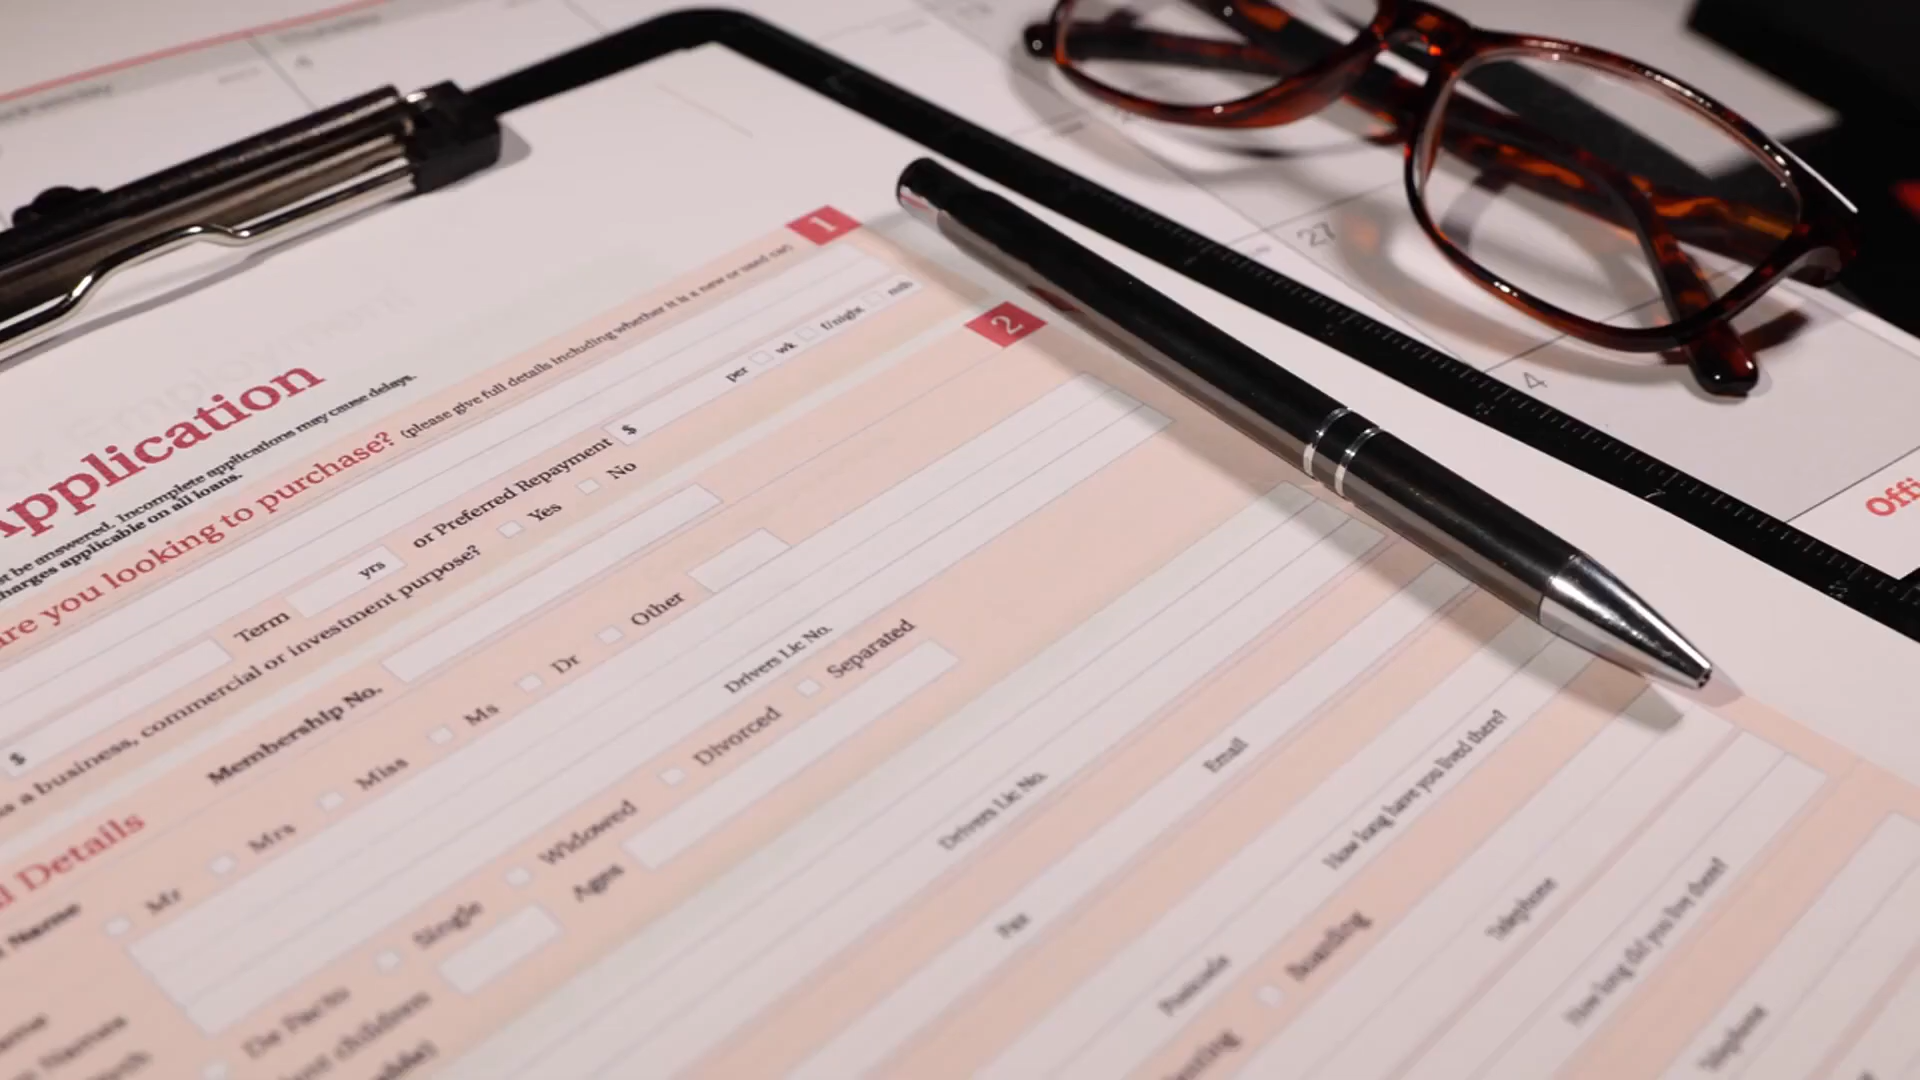 4
27
4
Offi
Application
1
be answered. Incomplete applications may cause delays.
charges applicable on all loans.
are you looking to purchase? (please give full details including whether it is a new or used car)
$ Term yrs or Preferred Repayment $ per wk f/night mth
a business, commercial or investment purpose? Yes No
2
Details
Membership No.
Name Mr Mrs Miss Ms Dr Other
Drivers Lic No.
De Facto Single Widowed Divorced Separated
children Ages
Drivers Lic No.
Fax Email
Postcode How long have you lived there?
Boarding
Telephone
How long did you live there?
Telephone